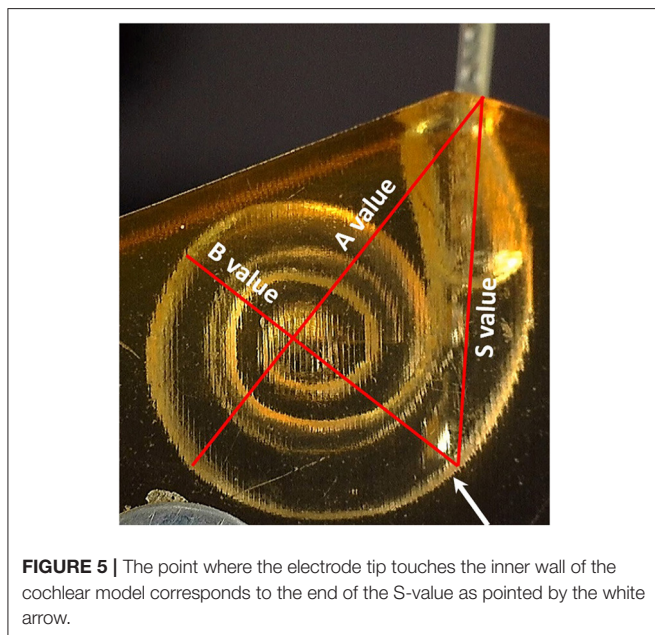 A value
B value
S value
FIGURE 5 | The point where the electrode tip touches the inner wall of the
cochlear model corresponds to the end of the S-value as pointed by the white
arrow.